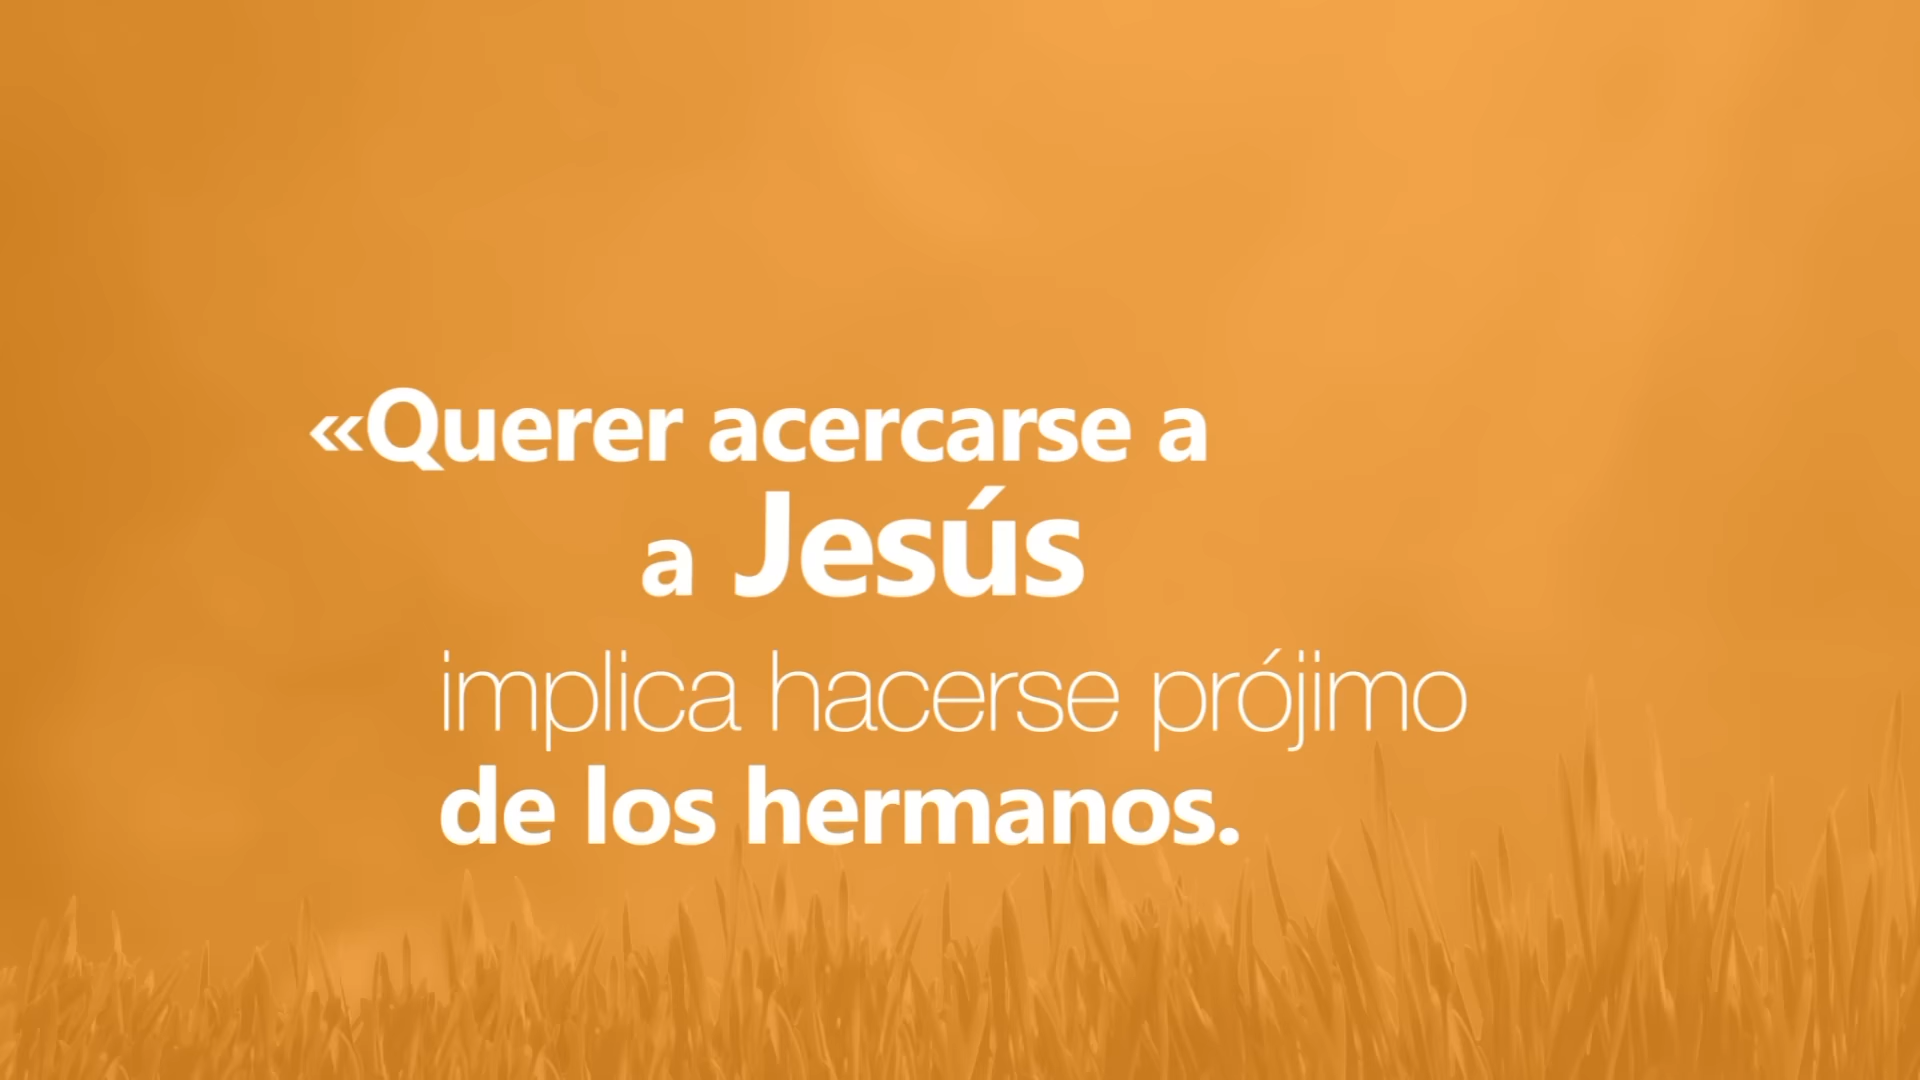 «Querer acercarse a
a Jesús
implica hacerse prójimo
de los hermanos.